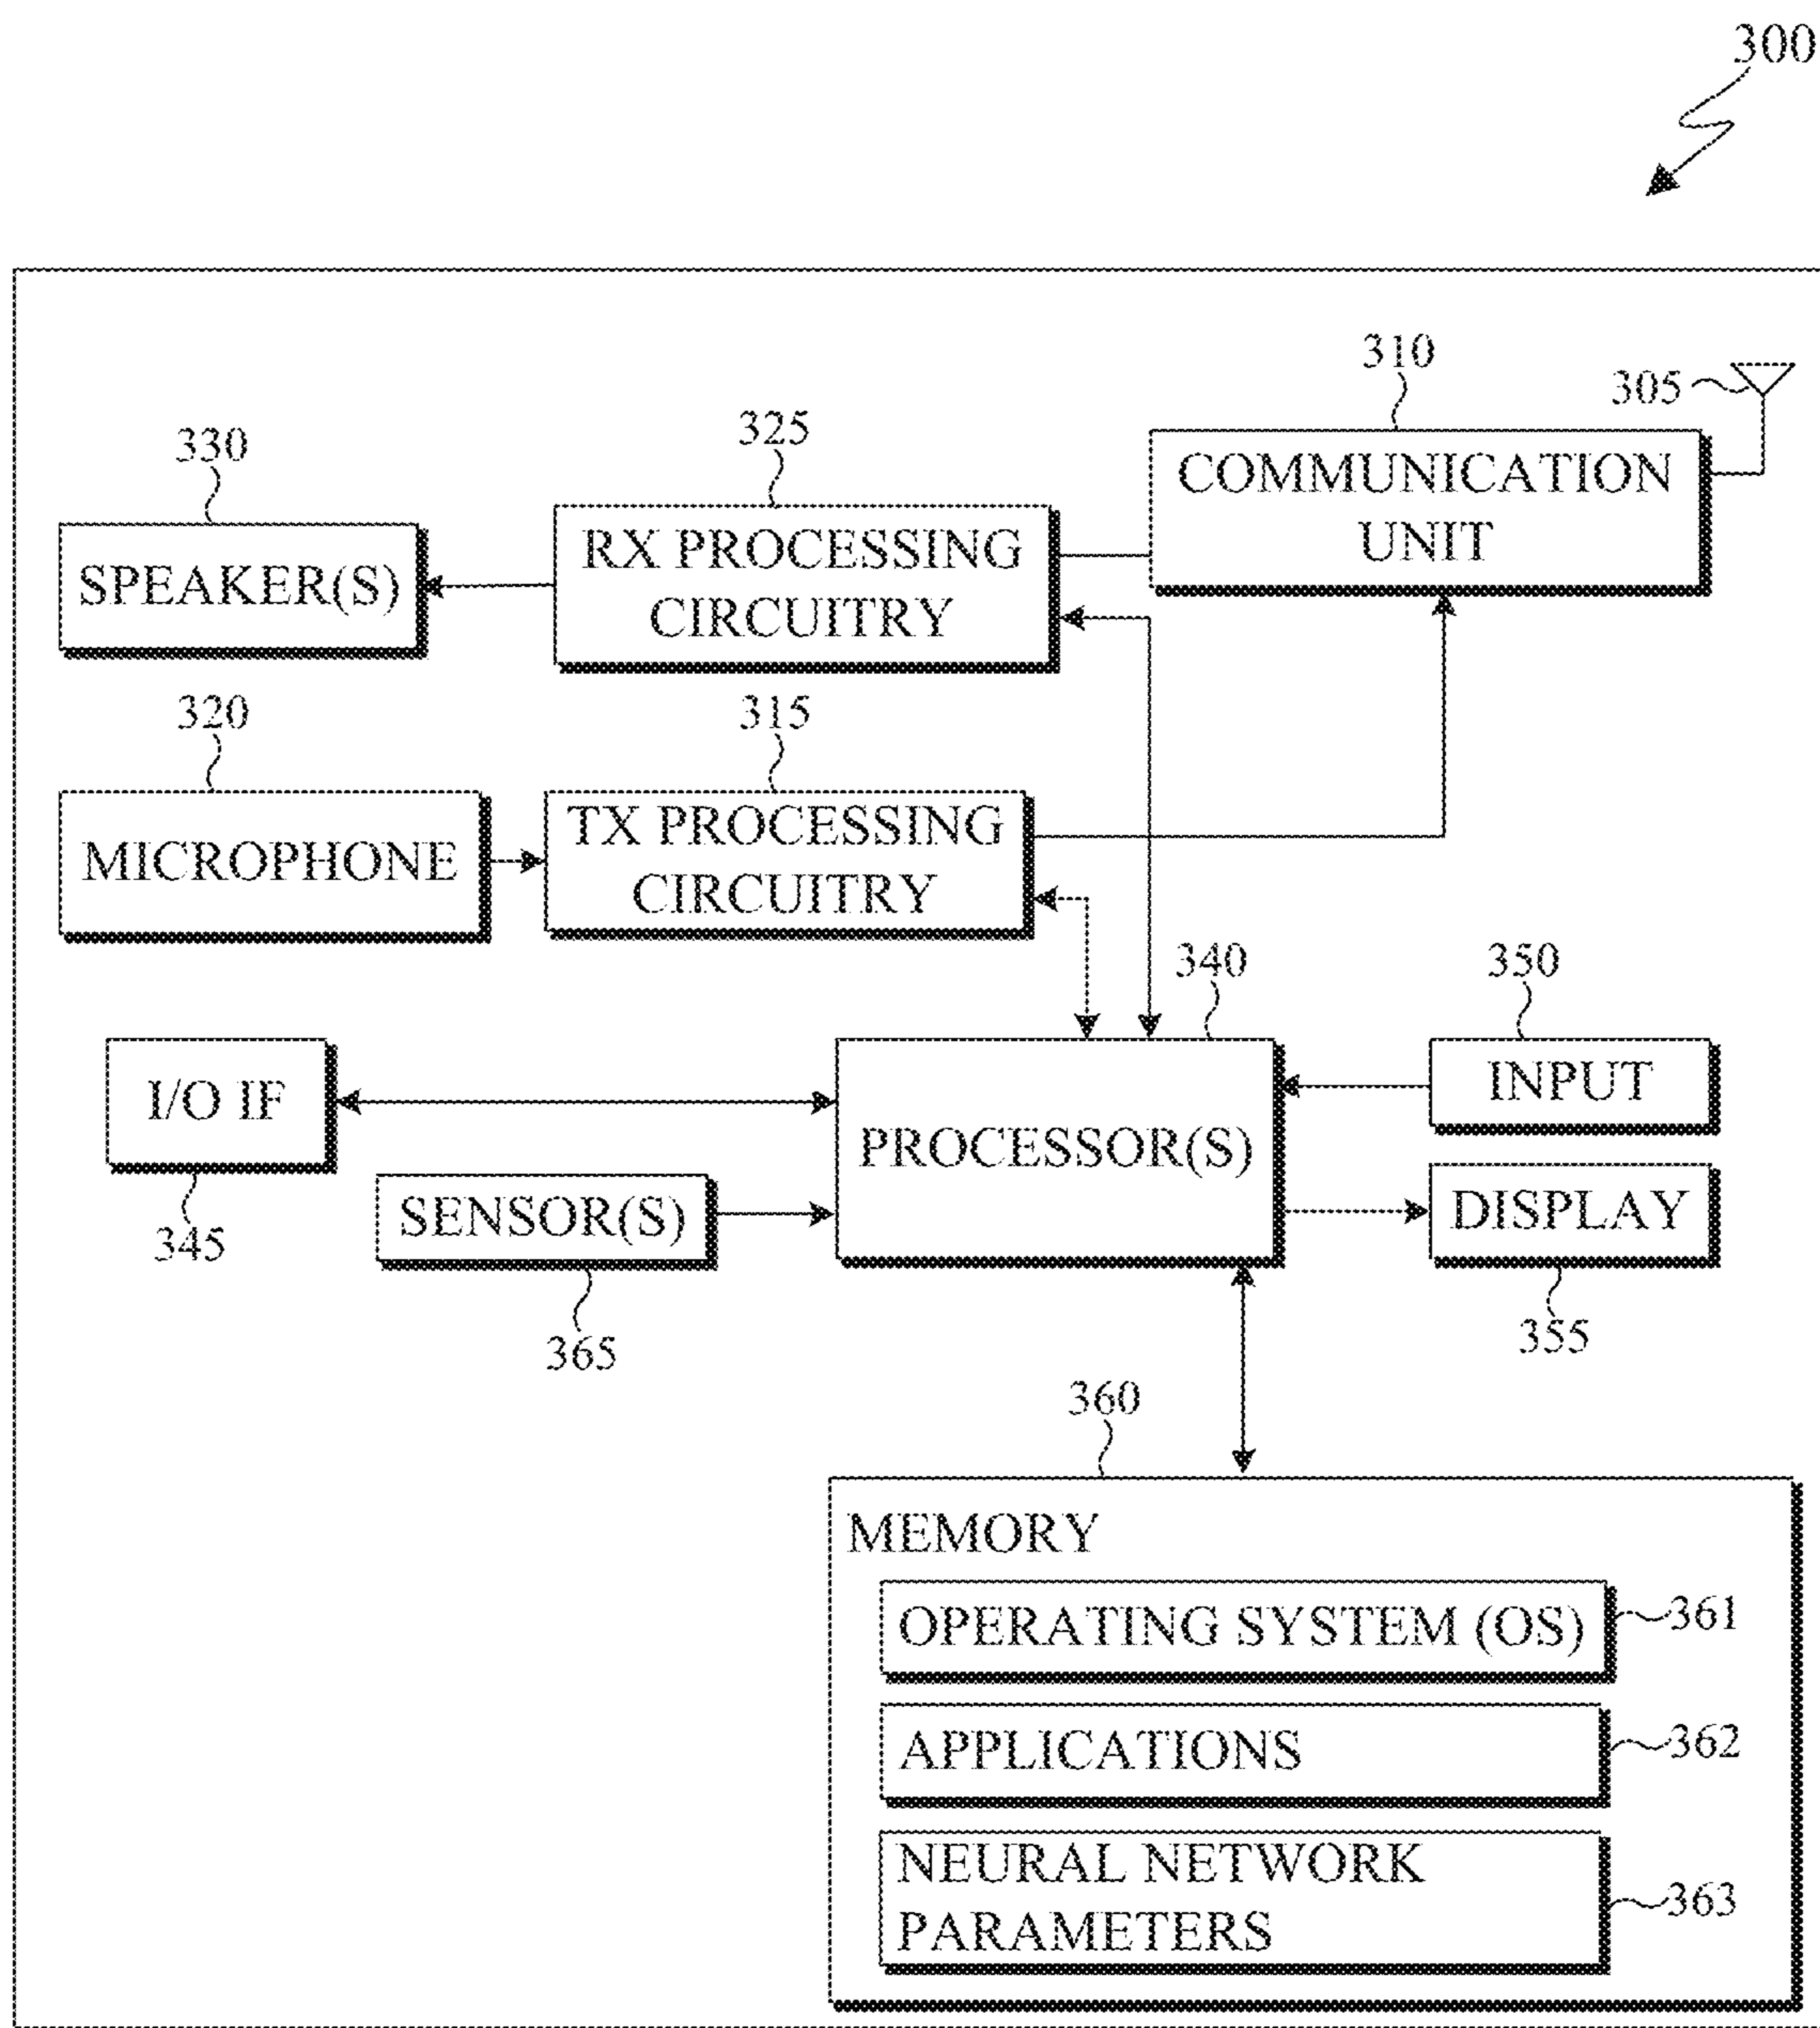 300
310
305
325
330
COMMUNICATION
UNIT
RX PROCESSING
CIRCUITRY
SPEAKER(S)
320
315
MICROPHONE
TX PROCESSING
CIRCUITRY
340
350
I/O IF
PROCESSOR(S)
INPUT
SENSOR(S)
DISPLAY
345
365
355
360
MEMORY
OPERATING SYSTEM (OS)
361
APPLICATIONS
362
NEURAL NETWORK
PARAMETERS
363